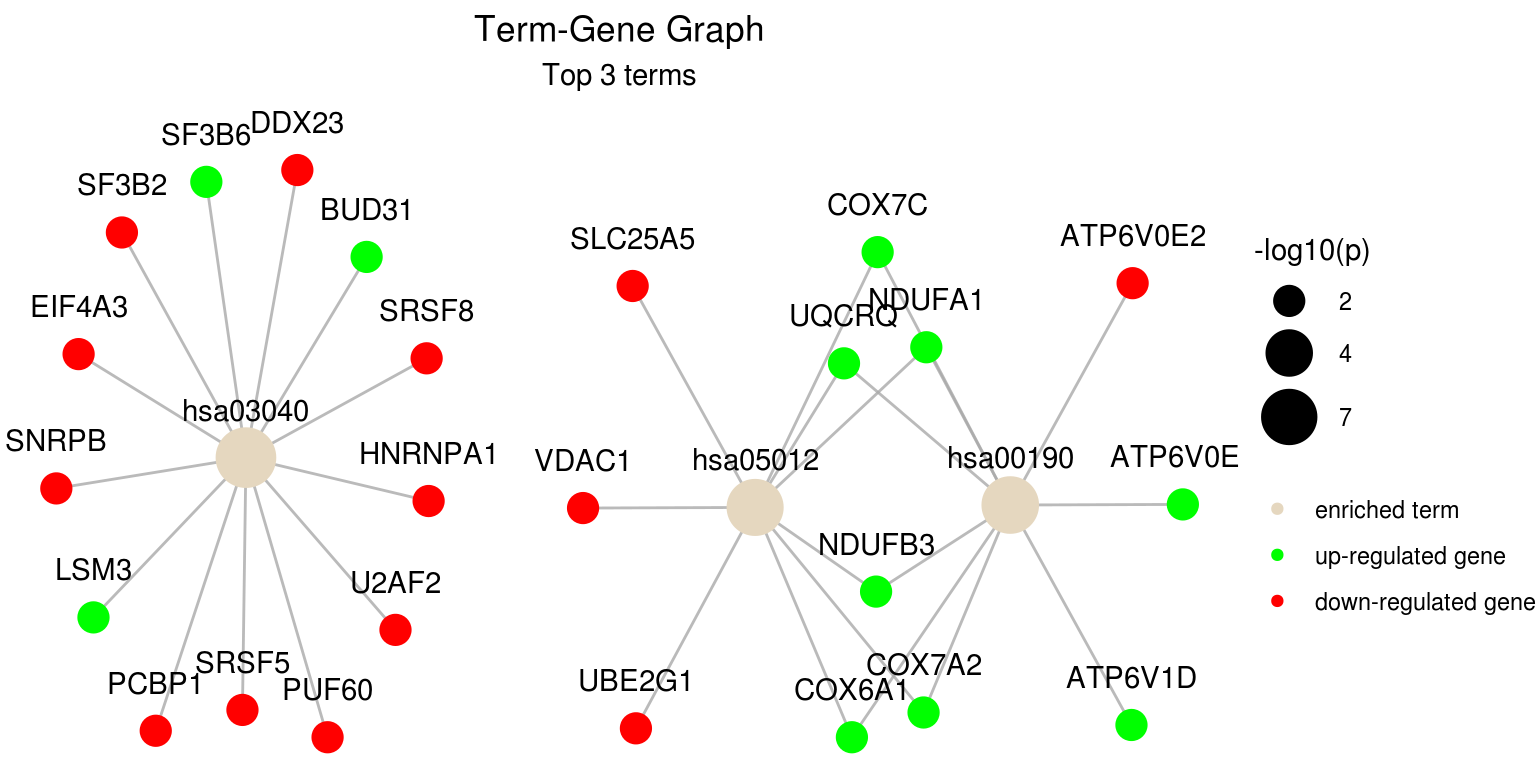 Term-Gene Graph
Top 3 terms
DDX23
SF3B6
SF3B2
BUD31
EIF4A3
SRSF8
hsa03040
SNRPB
HNRNPA1
LSM3
U2AF2
SRSF5
PCBP1
PUF60
COX7C
SLC25A5
ATP6V0E2
NDUFA1
UQCRQ
VDAC1
hsa05012
hsa00190
ATP6V0E
NDUFB3
COX7A2
UBE2G1
COX6A1
ATP6V1D
-log10(p)
2
4
7
enriched term
up-regulated gene
down-regulated gene